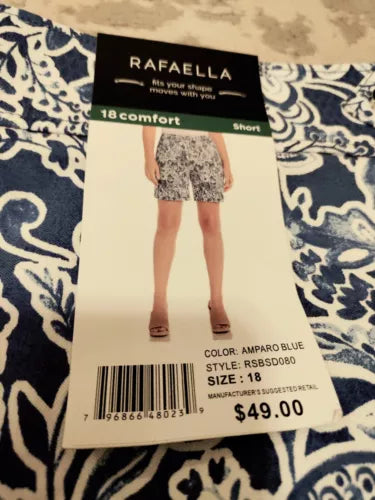 RAFAELLA
fits your shape
moves with you
18 comfort Short
COLOR: AMPARO BLUE
STYLE: RSBSD080
SIZE : 18
MANUFACTURER'S SUGGESTED RETAIL
$49.00
7 96866 48023 9